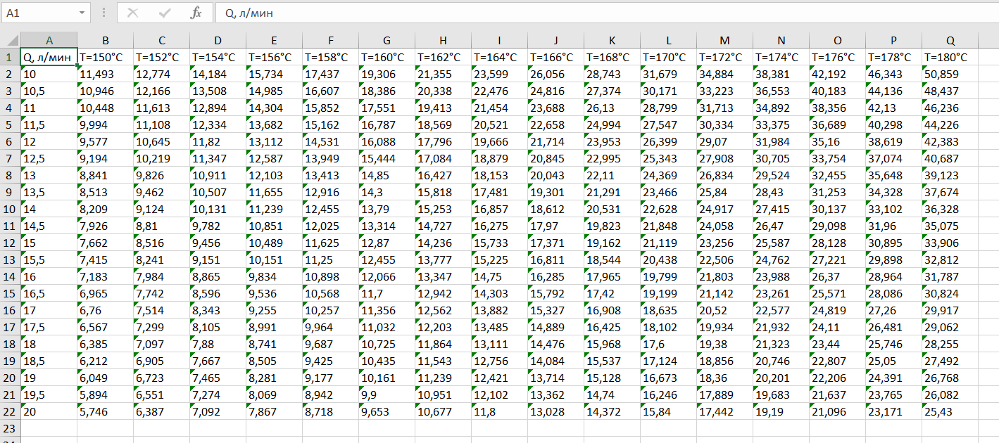 A1 fx Q, л/мин
A B C D E F G H I J K L M N O P Q
1 Q, л/мин T=150°C T=152°C T=154°C T=156°C T=158°C T=160°C T=162°C T=164°C T=166°C T=168°C T=170°C T=172°C T=174°C T=176°C T=178°C T=180°C
2 10 11,493 12,774 14,184 15,734 17,437 19,306 21,355 23,599 26,056 28,743 31,679 34,884 38,381 42,192 46,343 50,859
3 10,5 10,946 12,166 13,508 14,985 16,607 18,386 20,338 22,476 24,816 27,374 30,171 33,223 36,553 40,183 44,136 48,437
4 11 10,448 11,613 12,894 14,304 15,852 17,551 19,413 21,454 23,688 26,13 28,799 31,713 34,892 38,356 42,13 46,236
5 11,5 9,994 11,108 12,334 13,682 15,162 16,787 18,569 20,521 22,658 24,994 27,547 30,334 33,375 36,689 40,298 44,226
6 12 9,577 10,645 11,82 13,112 14,531 16,088 17,796 19,666 21,714 23,953 26,399 29,07 31,984 35,16 38,619 42,383
7 12,5 9,194 10,219 11,347 12,587 13,949 15,444 17,084 18,879 20,845 22,995 25,343 27,908 30,705 33,754 37,074 40,687
8 13 8,841 9,826 10,911 12,103 13,413 14,85 16,427 18,153 20,043 22,11 24,369 26,834 29,524 32,455 35,648 39,123
9 13,5 8,513 9,462 10,507 11,655 12,916 14,3 15,818 17,481 19,301 21,291 23,466 25,84 28,43 31,253 34,328 37,674
10 14 8,209 9,124 10,131 11,239 12,455 13,79 15,253 16,857 18,612 20,531 22,628 24,917 27,415 30,137 33,102 36,328
11 14,5 7,926 8,81 9,782 10,851 12,025 13,314 14,727 16,275 17,97 19,823 21,848 24,058 26,47 29,098 31,96 35,075
12 15 7,662 8,516 9,456 10,489 11,625 12,87 14,236 15,733 17,371 19,162 21,119 23,256 25,587 28,128 30,895 33,906
13 15,5 7,415 8,241 9,151 10,151 11,25 12,455 13,777 15,225 16,811 18,544 20,438 22,506 24,762 27,221 29,898 32,812
14 16 7,183 7,984 8,865 9,834 10,898 12,066 13,347 14,75 16,285 17,965 19,799 21,803 23,988 26,37 28,964 31,787
15 16,5 6,965 7,742 8,596 9,536 10,568 11,7 12,942 14,303 15,792 17,42 19,199 21,142 23,261 25,571 28,086 30,824
16 17 6,76 7,514 8,343 9,255 10,257 11,356 12,562 13,882 15,327 16,908 18,635 20,52 22,577 24,819 27,26 29,917
17 17,5 6,567 7,299 8,105 8,991 9,964 11,032 12,203 13,485 14,889 16,425 18,102 19,934 21,932 24,11 26,481 29,062
18 18 6,385 7,097 7,88 8,741 9,687 10,725 11,864 13,111 14,476 15,968 17,6 19,38 21,323 23,44 25,746 28,255
19 18,5 6,212 6,905 7,667 8,505 9,425 10,435 11,543 12,756 14,084 15,537 17,124 18,856 20,746 22,807 25,05 27,492
20 19 6,049 6,723 7,465 8,281 9,177 10,161 11,239 12,421 13,714 15,128 16,673 18,36 20,201 22,206 24,391 26,768
21 19,5 5,894 6,551 7,274 8,069 8,942 9,9 10,951 12,102 13,362 14,74 16,246 17,889 19,683 21,637 23,765 26,082
22 20 5,746 6,387 7,092 7,867 8,718 9,653 10,677 11,8 13,028 14,372 15,84 17,442 19,19 21,096 23,171 25,43
23